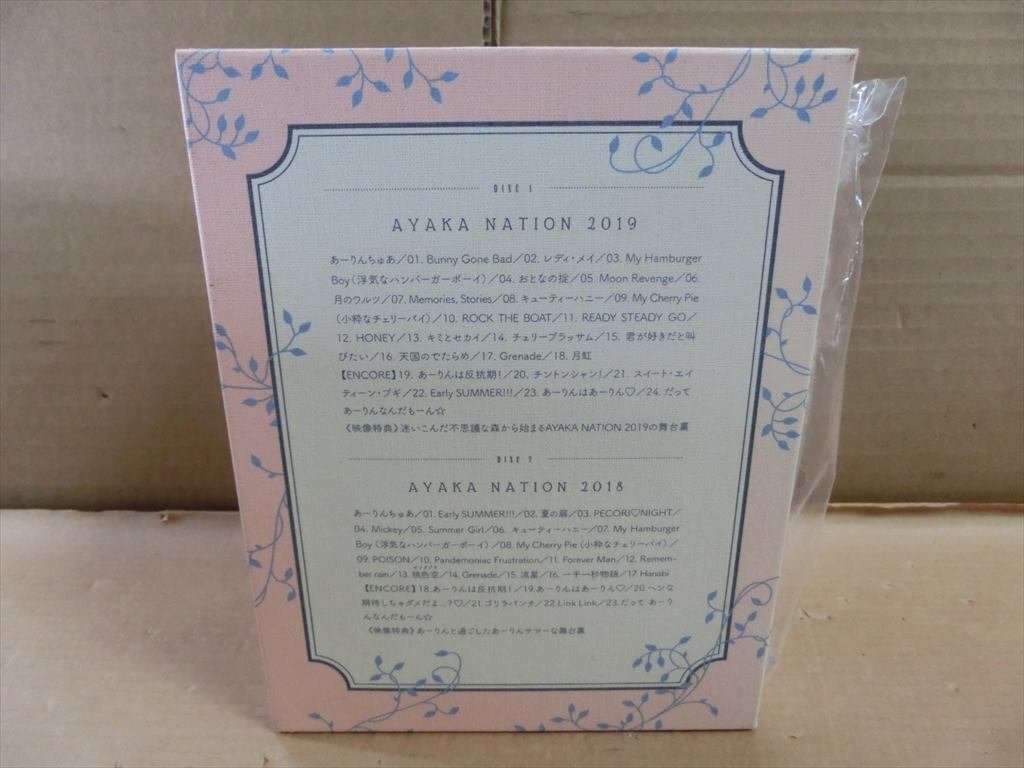 DISC 1
AYAKA NATION 2019
あーりんちゅあ／01. Bunny Gone Bad／02. レディ・メイ／03. My Hamburger
Boy（浮気なハンバーガーボーイ）／04. おとなの掟／05. Moon Revenge／06.
月のワルツ／07. Memories, Stories／08. キューティーハニー／09. My Cherry Pie
（小粋なチェリーパイ）／10. ROCK THE BOAT／11. READY STEADY GO／
12. HONEY／13. キミとセカイ／14. チェリーブラッサム／15. 君が好きだと叫
びたい／16. 天国のでたらめ／17. Grenade／18. 月虹
【ENCORE】19. あーりんは反抗期！／20. チントンシャン！／21. スイート・エイ
ティーン・ブギ／22. Early SUMMER!!!／23. あーりんはあーりん♡／24. だって
あーりんなんだもーん☆
《映像特典》迷いこんだ不思議な森から始まるAYAKA NATION 2019の舞台裏
DISC 2
AYAKA NATION 2018
あーりんちゅあ／01. Early SUMMER!!!／02. 夏の扉／03. PECORI♡NIGHT／
04. Mickey／05. Summer Girl／06. キューティーハニー／07. My Hamburger
Boy（浮気なハンバーガーボーイ）／08. My Cherry Pie（小粋なチェリーパイ）／
09. POISON／10. Pandemoniac Frustration／11. Forever Man／12. Remem-
ber rain／13. 桃色空／14. Grenade／15. 流星／16. 一千一秒物語／17 Hanabi
【ENCORE】18.あーりんは反抗期！／19.あーりんはあーりん♡／20.ヘンな
期待しちゃダメだよ…?♡／21.ゴリラパンチ／22.Link Link／23.だって あーり
んなんだもーん☆
《映像特典》あーりんと過ごしたあーりんサマーな舞台裏